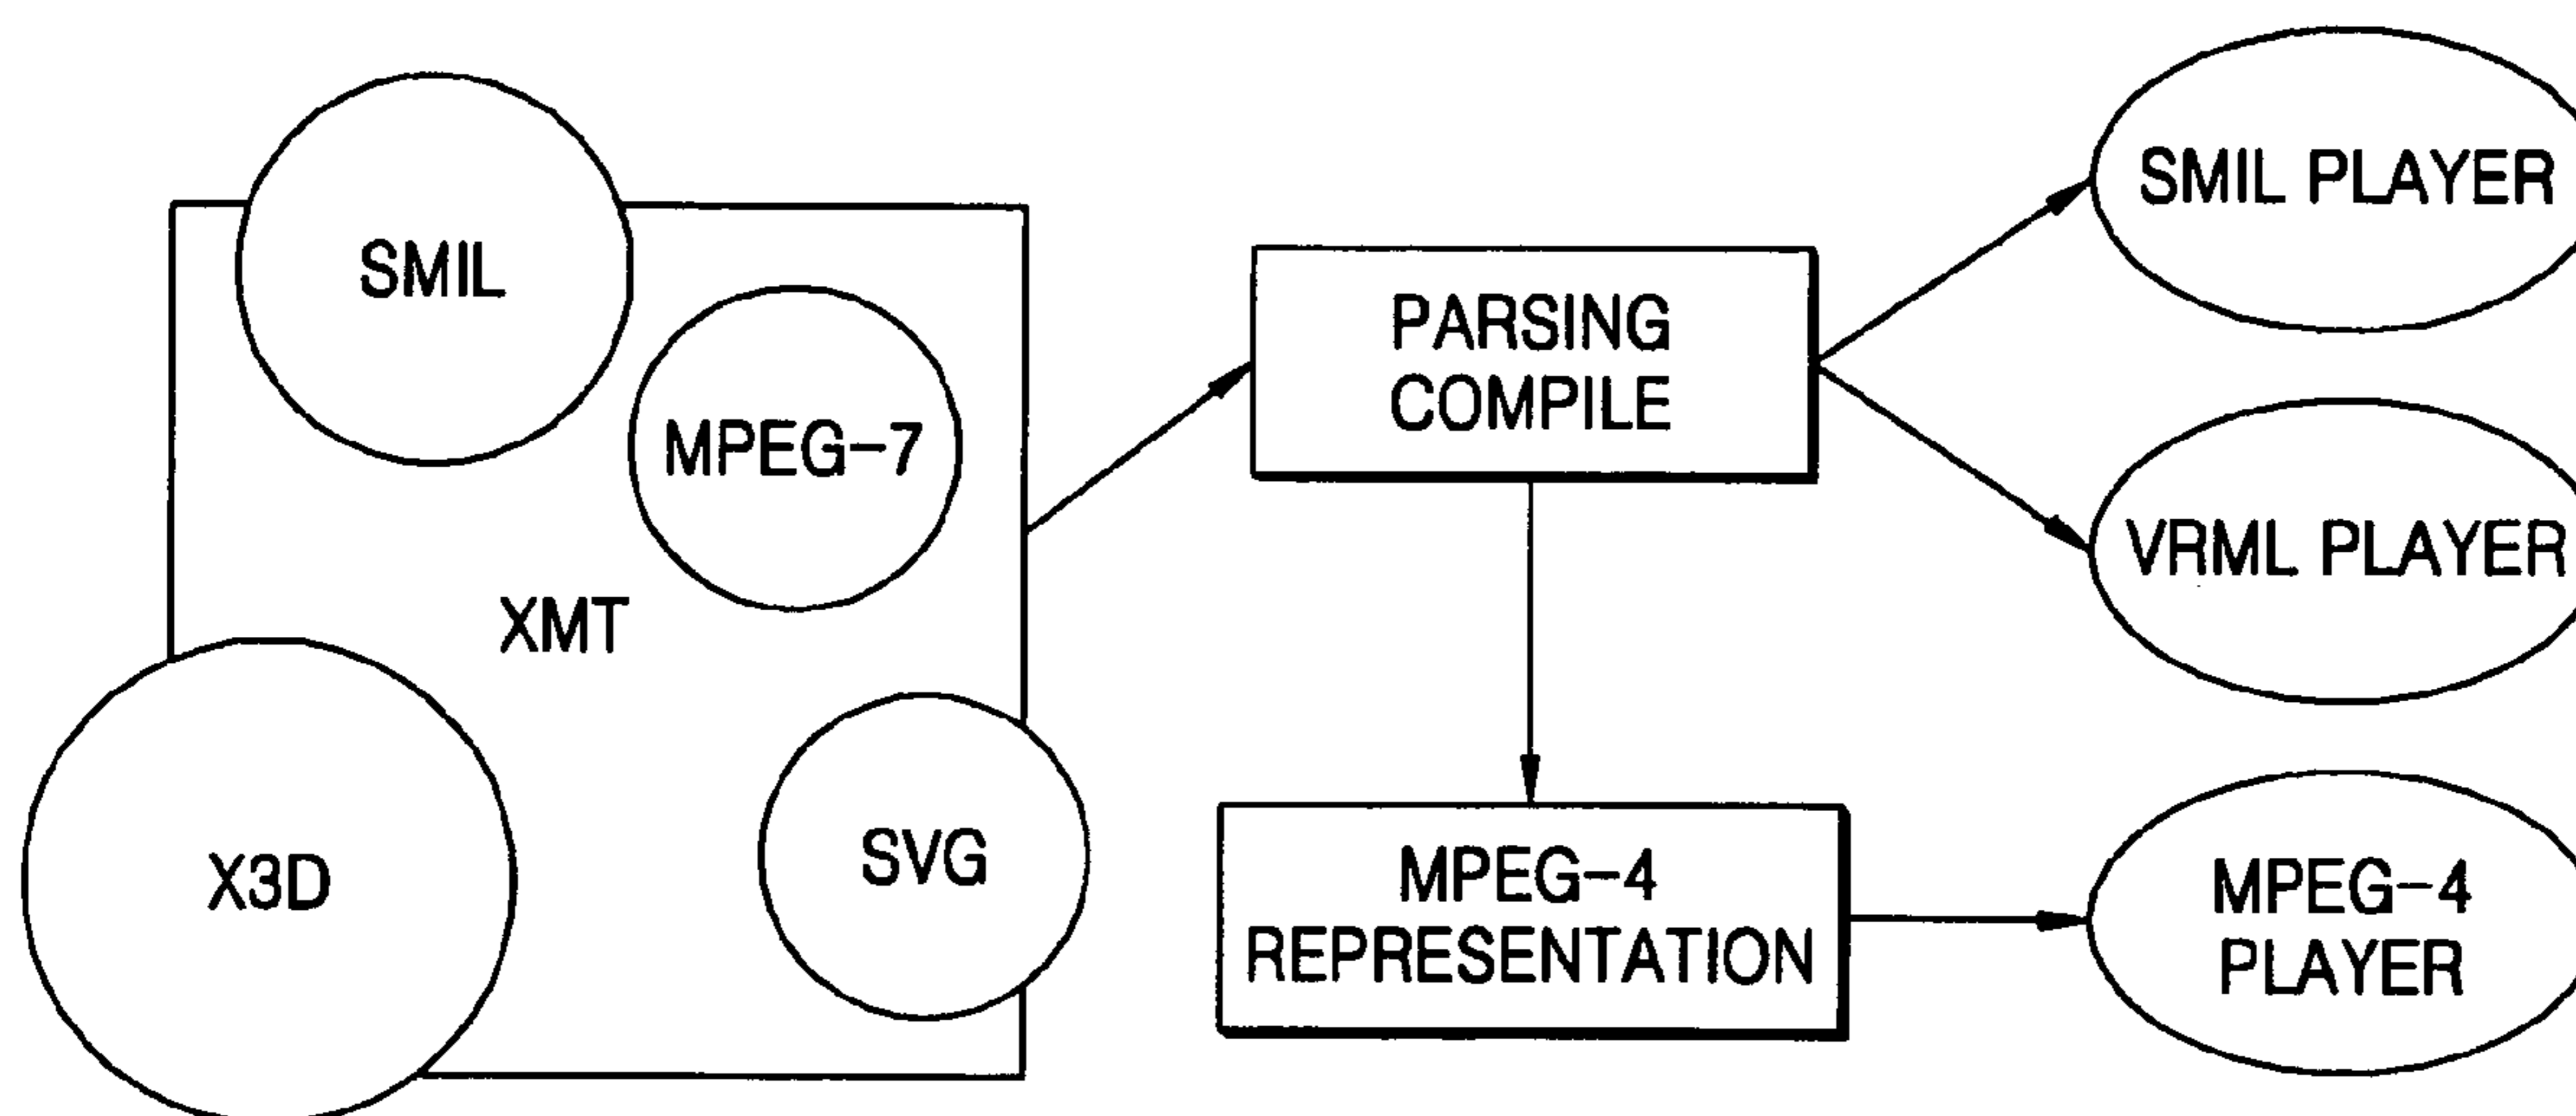 SMIL
MPEG-7
XMT
X3D
SVG
PARSING
COMPILE
MPEG-4
REPRESENTATION
SMIL PLAYER
VRML PLAYER
MPEG-4
PLAYER